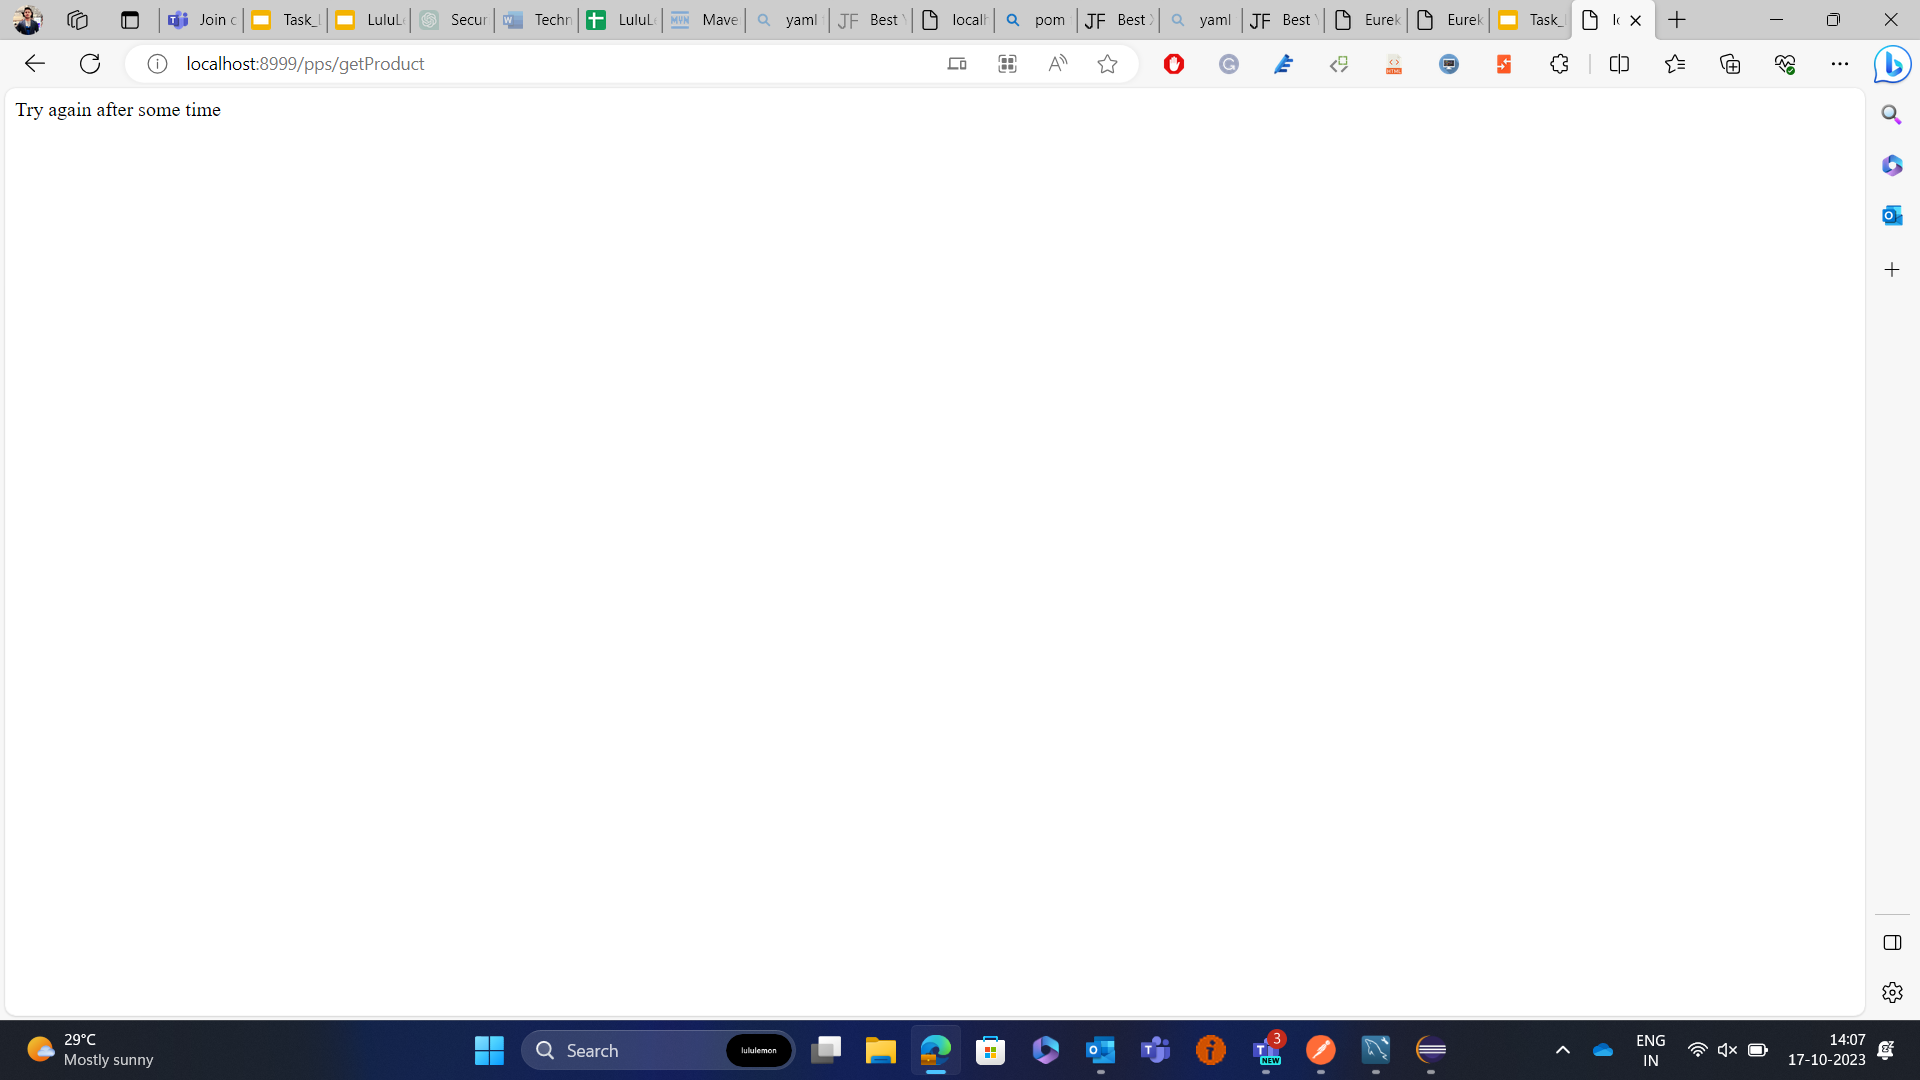 Join c
Task_
LuluL
Secur
Techn
LuluL
Mave
yaml
Best
locall
pom
Best
yaml
Best
Eurek
Eurek
Task_
localhost:8999/pps/getProduct
Try again after some time
29°C
Mostly sunny
Search
lululemon
3
NEW
ENG
IN
14:07
17-10-2023